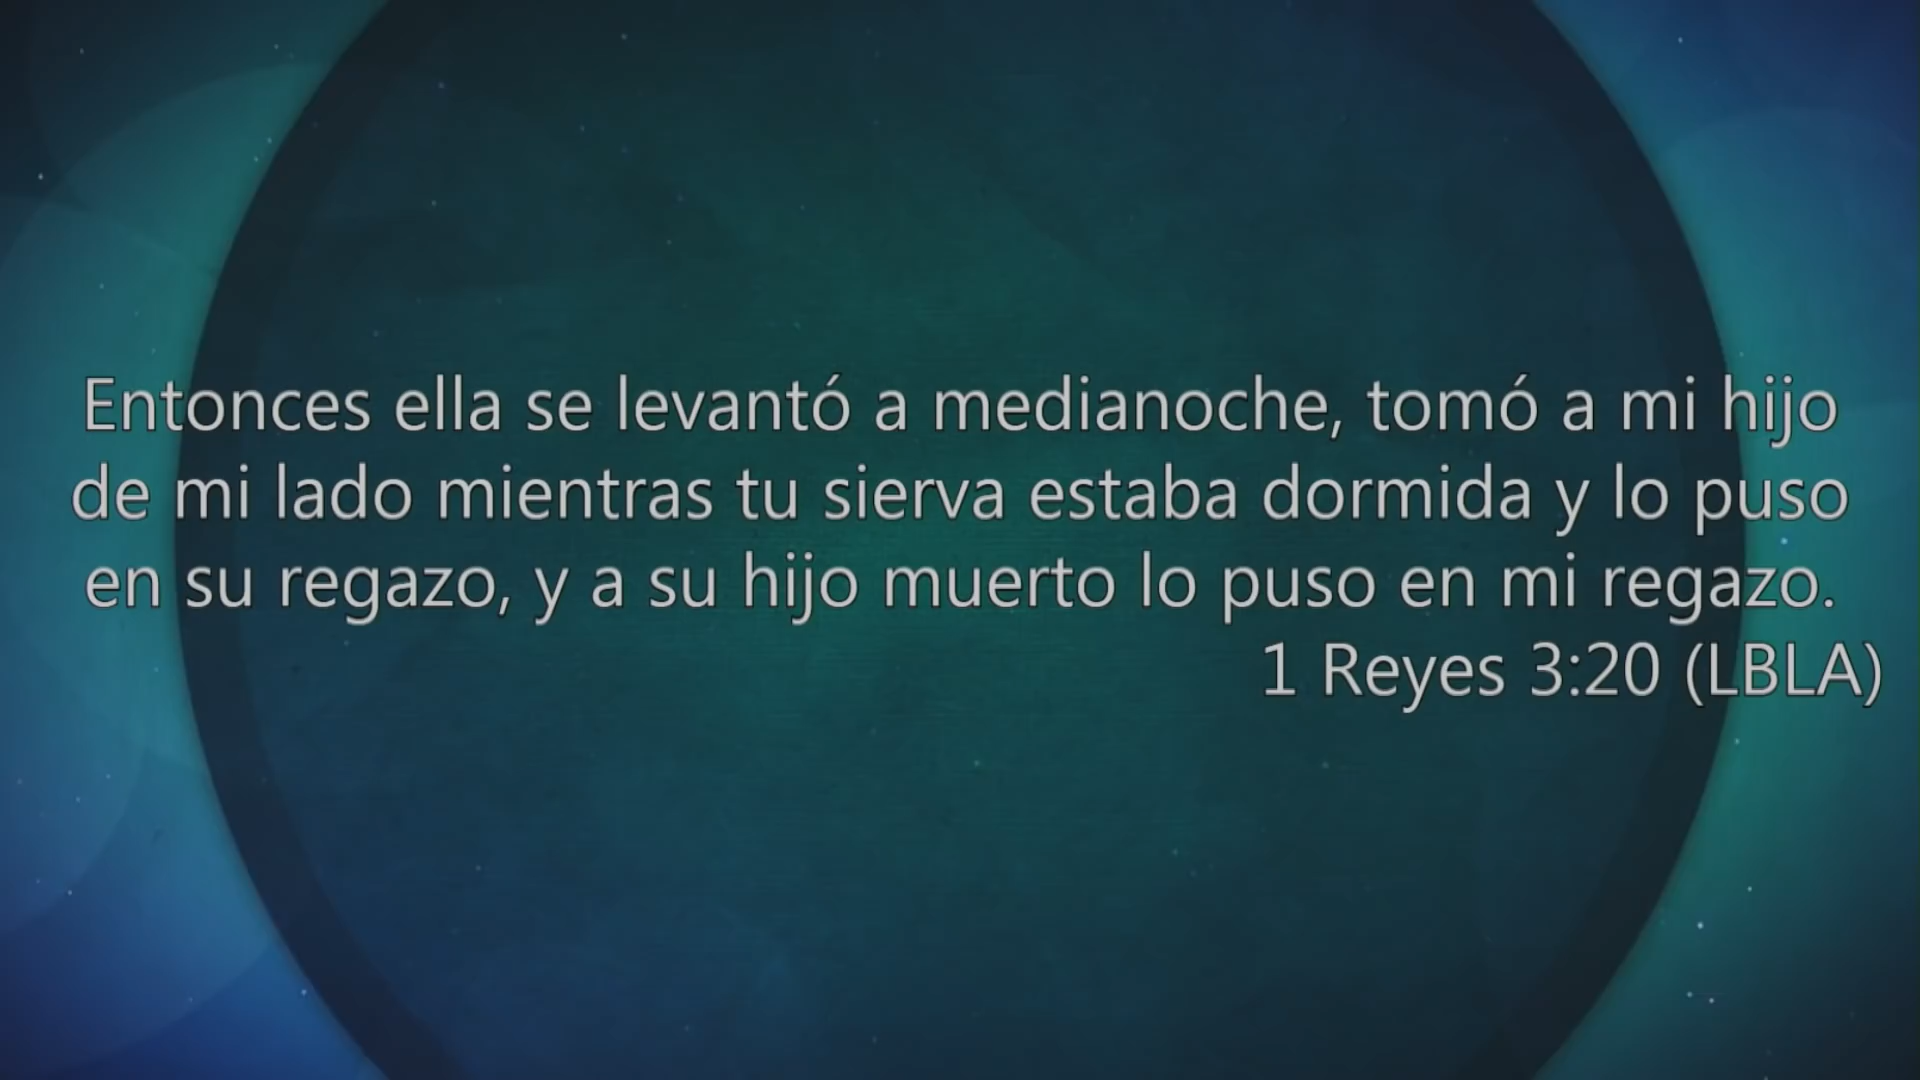 Entonces ella se levantó a medianoche, tomó a mi hijo
de mi lado mientras tu sierva estaba dormida y lo puso
en su regazo, y a su hijo muerto lo puso en mi regazo.
1 Reyes 3:20 (LBLA)